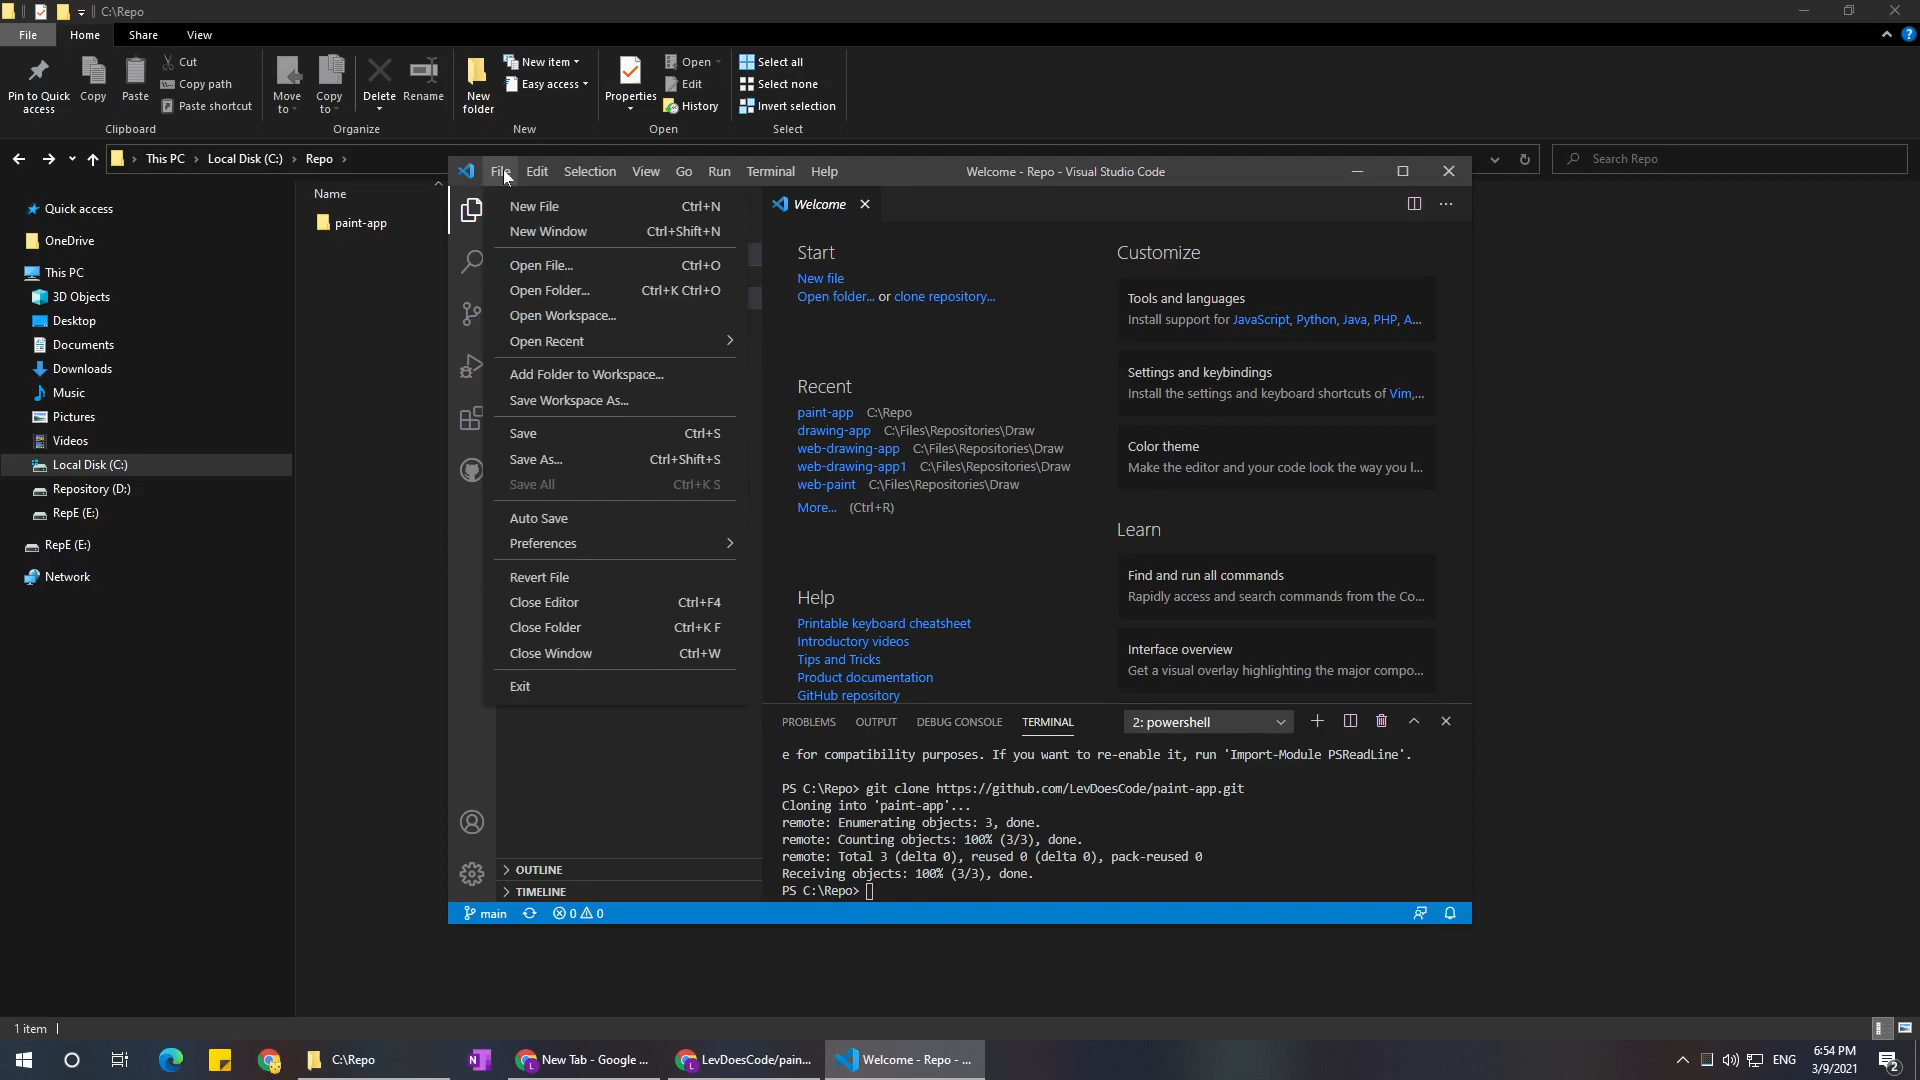 C:\Repo
File Home Share View
Pin to Quick access
Copy
Paste
Cut
Copy path
Paste shortcut
Clipboard
Move to
Copy to
Delete
Rename
Organize
New folder
New item
Easy access
New
Properties
Open
Edit
History
Open
Select all
Select none
Invert selection
Select
This PC Local Disk (C:) Repo
Search Repo
Quick access
OneDrive
This PC
3D Objects
Desktop
Documents
Downloads
Music
Pictures
Videos
Local Disk (C:)
Repository (D:)
RepE (E:)
RepE (E:)
Network
Name
paint-app
File Edit Selection View Go Run Terminal Help
Welcome - Repo - Visual Studio Code
New File Ctrl+N
New Window Ctrl+Shift+N
Open File... Ctrl+O
Open Folder... Ctrl+K Ctrl+O
Open Workspace...
Open Recent
Add Folder to Workspace...
Save Workspace As...
Save Ctrl+S
Save As... Ctrl+Shift+S
Save All Ctrl+K S
Auto Save
Preferences
Revert File
Close Editor Ctrl+F4
Close Folder Ctrl+K F
Close Window Ctrl+W
Exit
OUTLINE
TIMELINE
Welcome
Start
New file
Open folder... or clone repository...
Recent
paint-app C:\Repo
drawing-app C:\Files\Repositories\Draw
web-drawing-app C:\Files\Repositories\Draw
web-drawing-app1 C:\Files\Repositories\Draw
web-paint C:\Files\Repositories\Draw
More... (Ctrl+R)
Help
Printable keyboard cheatsheet
Introductory videos
Tips and Tricks
Product documentation
GitHub repository
Customize
Tools and languages
Install support for JavaScript, Python, Java, PHP, A...
Settings and keybindings
Install the settings and keyboard shortcuts of Vim,...
Color theme
Make the editor and your code look the way you l...
Learn
Find and run all commands
Rapidly access and search commands from the Co...
Interface overview
Get a visual overlay highlighting the major compo...
PROBLEMS OUTPUT DEBUG CONSOLE TERMINAL 2: powershell
e for compatibility purposes. If you want to re-enable it, run 'Import-Module PSReadLine'.
PS C:\Repo> git clone https://github.com/LevDoesCode/paint-app.git
Cloning into 'paint-app'...
remote: Enumerating objects: 3, done.
remote: Counting objects: 100% (3/3), done.
remote: Total 3 (delta 0), reused 0 (delta 0), pack-reused 0
Receiving objects: 100% (3/3), done.
PS C:\Repo>
main 0 0
1 item
C:\Repo
New Tab - Google ...
LevDoesCode/pain...
Welcome - Repo - ...
ENG
6:54 PM
3/9/2021
2